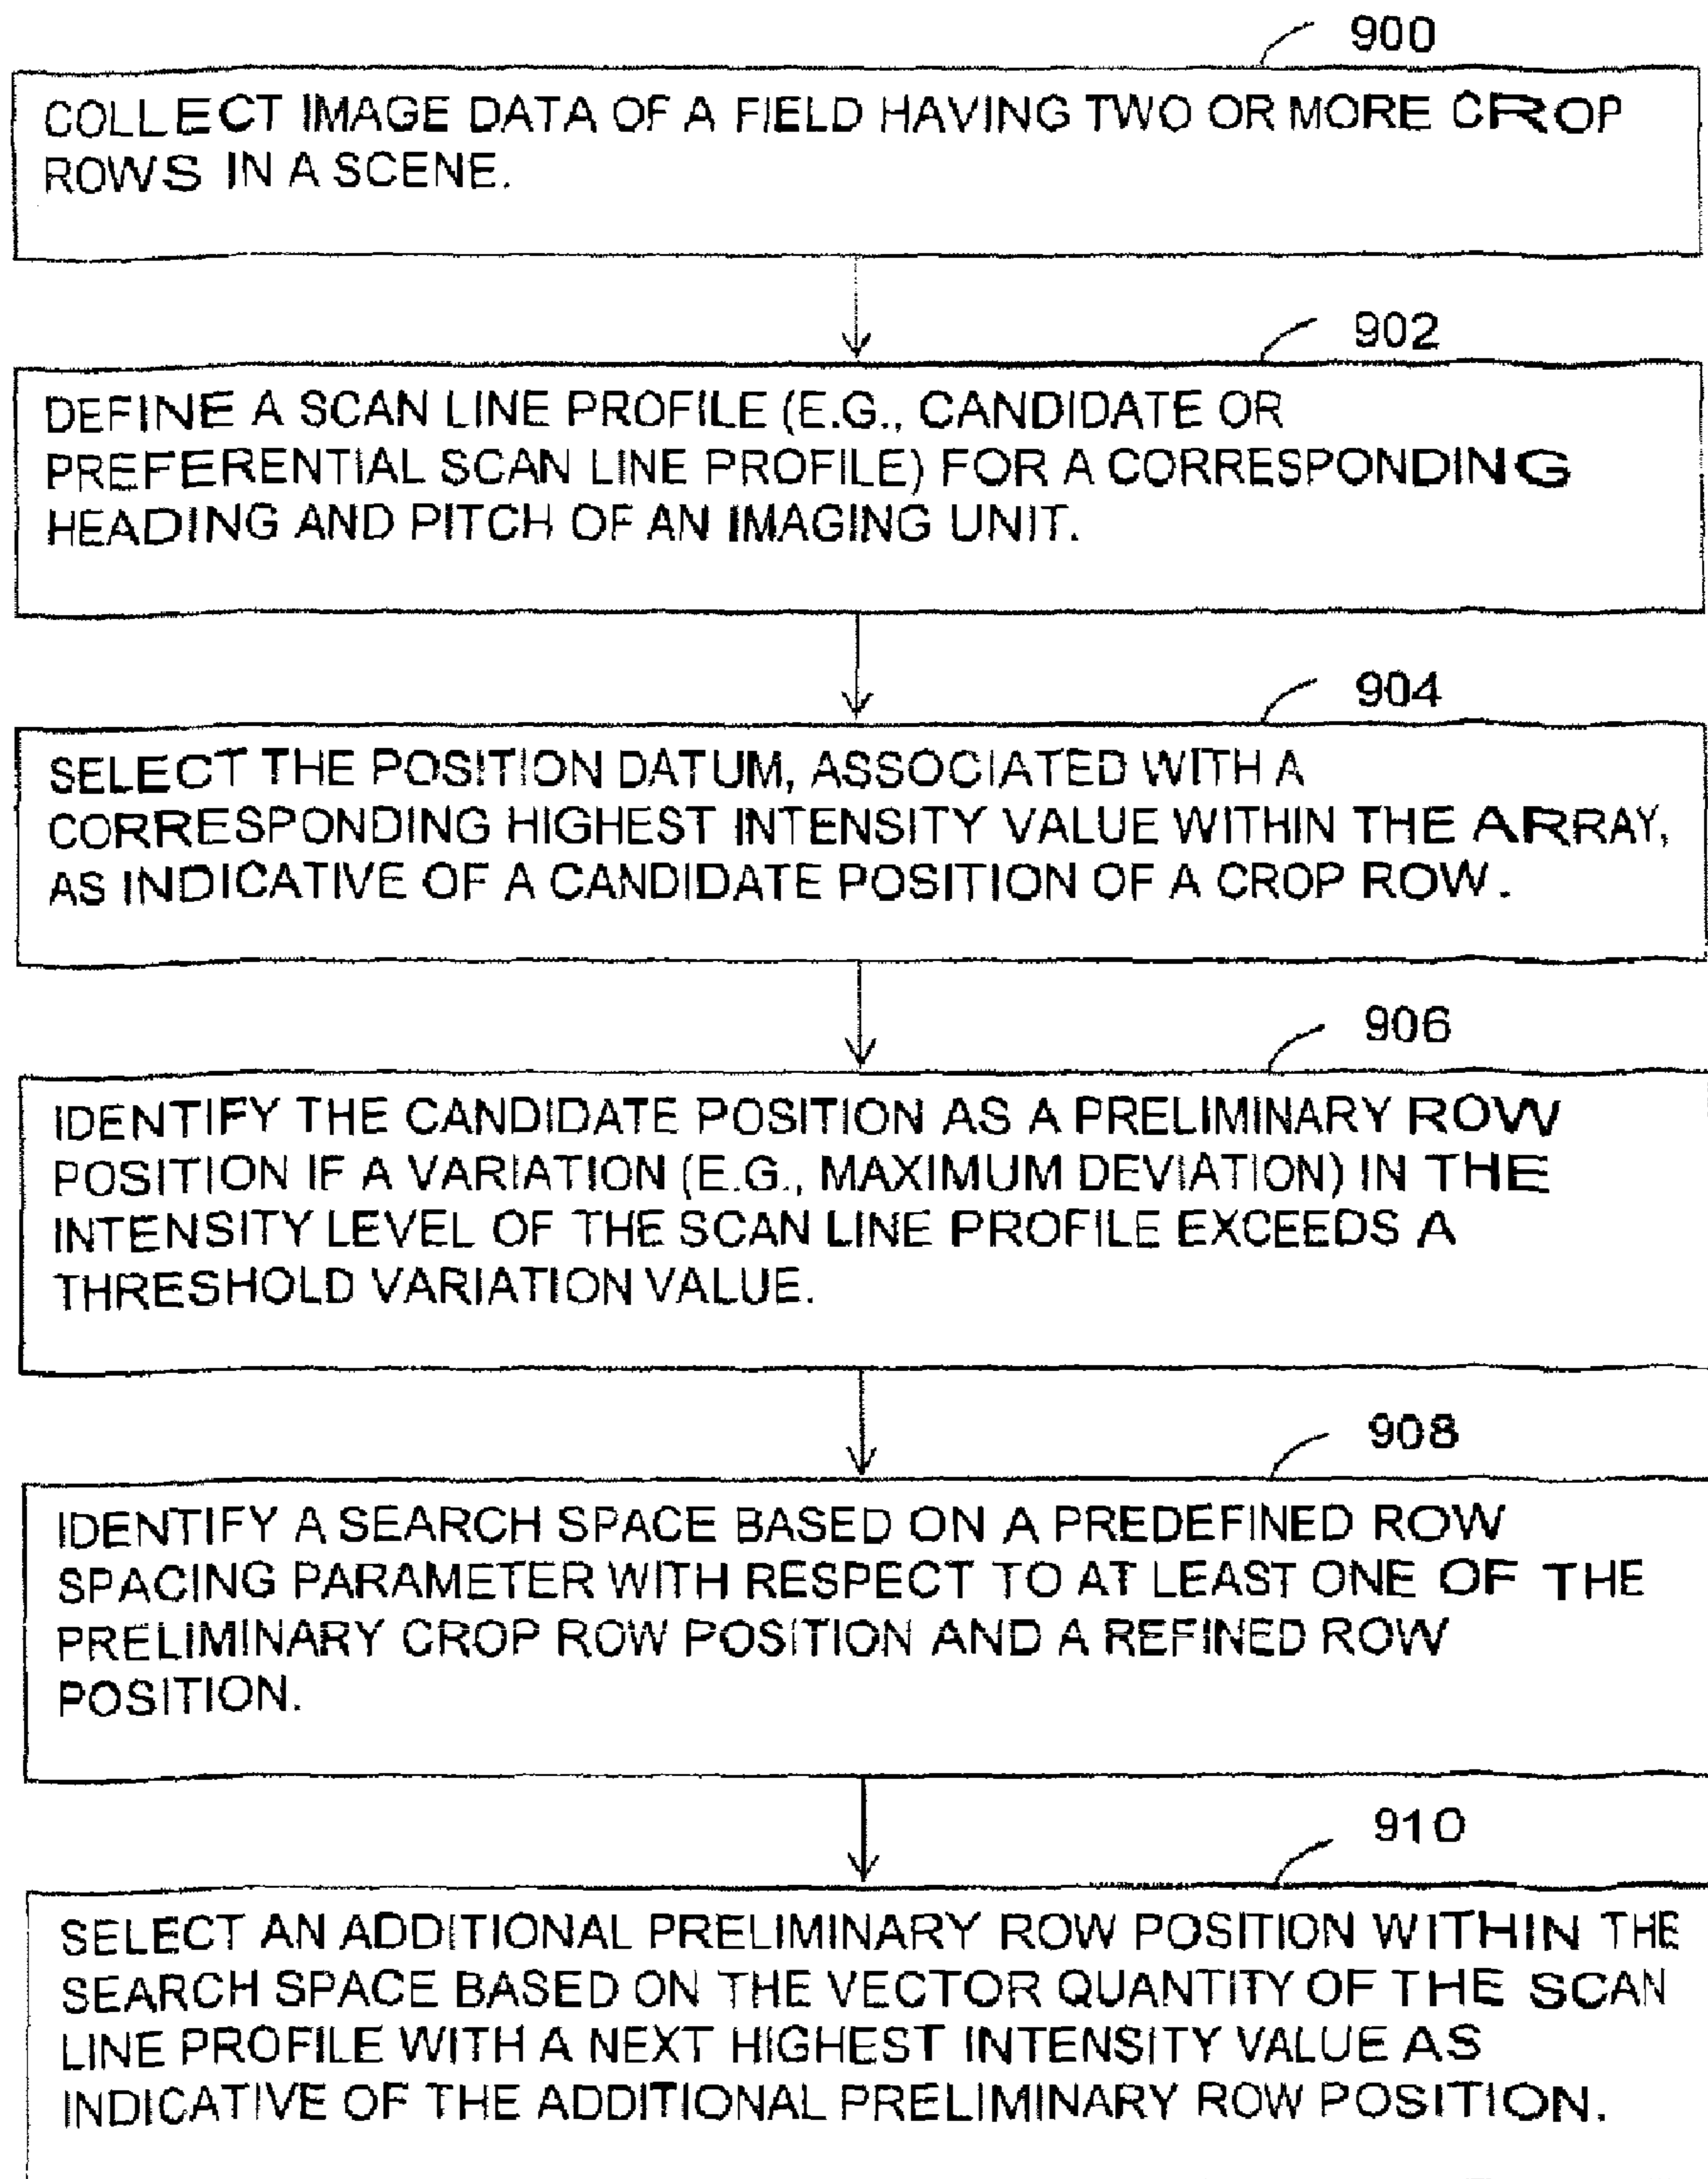 900
COLLECT IMAGE DATA OF A FIELD HAVING TWO OR MORE CROP
ROWS IN A SCENE.
902
DEFINE A SCAN LINE PROFILE (E.G., CANDIDATE OR
PREFERENTIAL SCAN LINE PROFILE) FOR A CORRESPONDING
HEADING AND PITCH OF AN IMAGING UNIT.
904
SELECT THE POSITION DATUM, ASSOCIATED WITH A
CORRESPONDING HIGHEST INTENSITY VALUE WITHIN THE ARRAY,
AS INDICATIVE OF A CANDIDATE POSITION OF A CROP ROW.
906
IDENTIFY THE CANDIDATE POSITION AS A PRELIMINARY ROW
POSITION IF A VARIATION (E.G., MAXIMUM DEVIATION) IN THE
INTENSITY LEVEL OF THE SCAN LINE PROFILE EXCEEDS A
THRESHOLD VARIATION VALUE.
908
IDENTIFY A SEARCH SPACE BASED ON A PREDEFINED ROW
SPACING PARAMETER WITH RESPECT TO AT LEAST ONE OF THE
PRELIMINARY CROP ROW POSITION AND A REFINED ROW
POSITION.
910
SELECT AN ADDITIONAL PRELIMINARY ROW POSITION WITHIN THE
SEARCH SPACE BASED ON THE VECTOR QUANTITY OF THE SCAN
LINE PROFILE WITH A NEXT HIGHEST INTENSITY VALUE AS
INDICATIVE OF THE ADDITIONAL PRELIMINARY ROW POSITION.